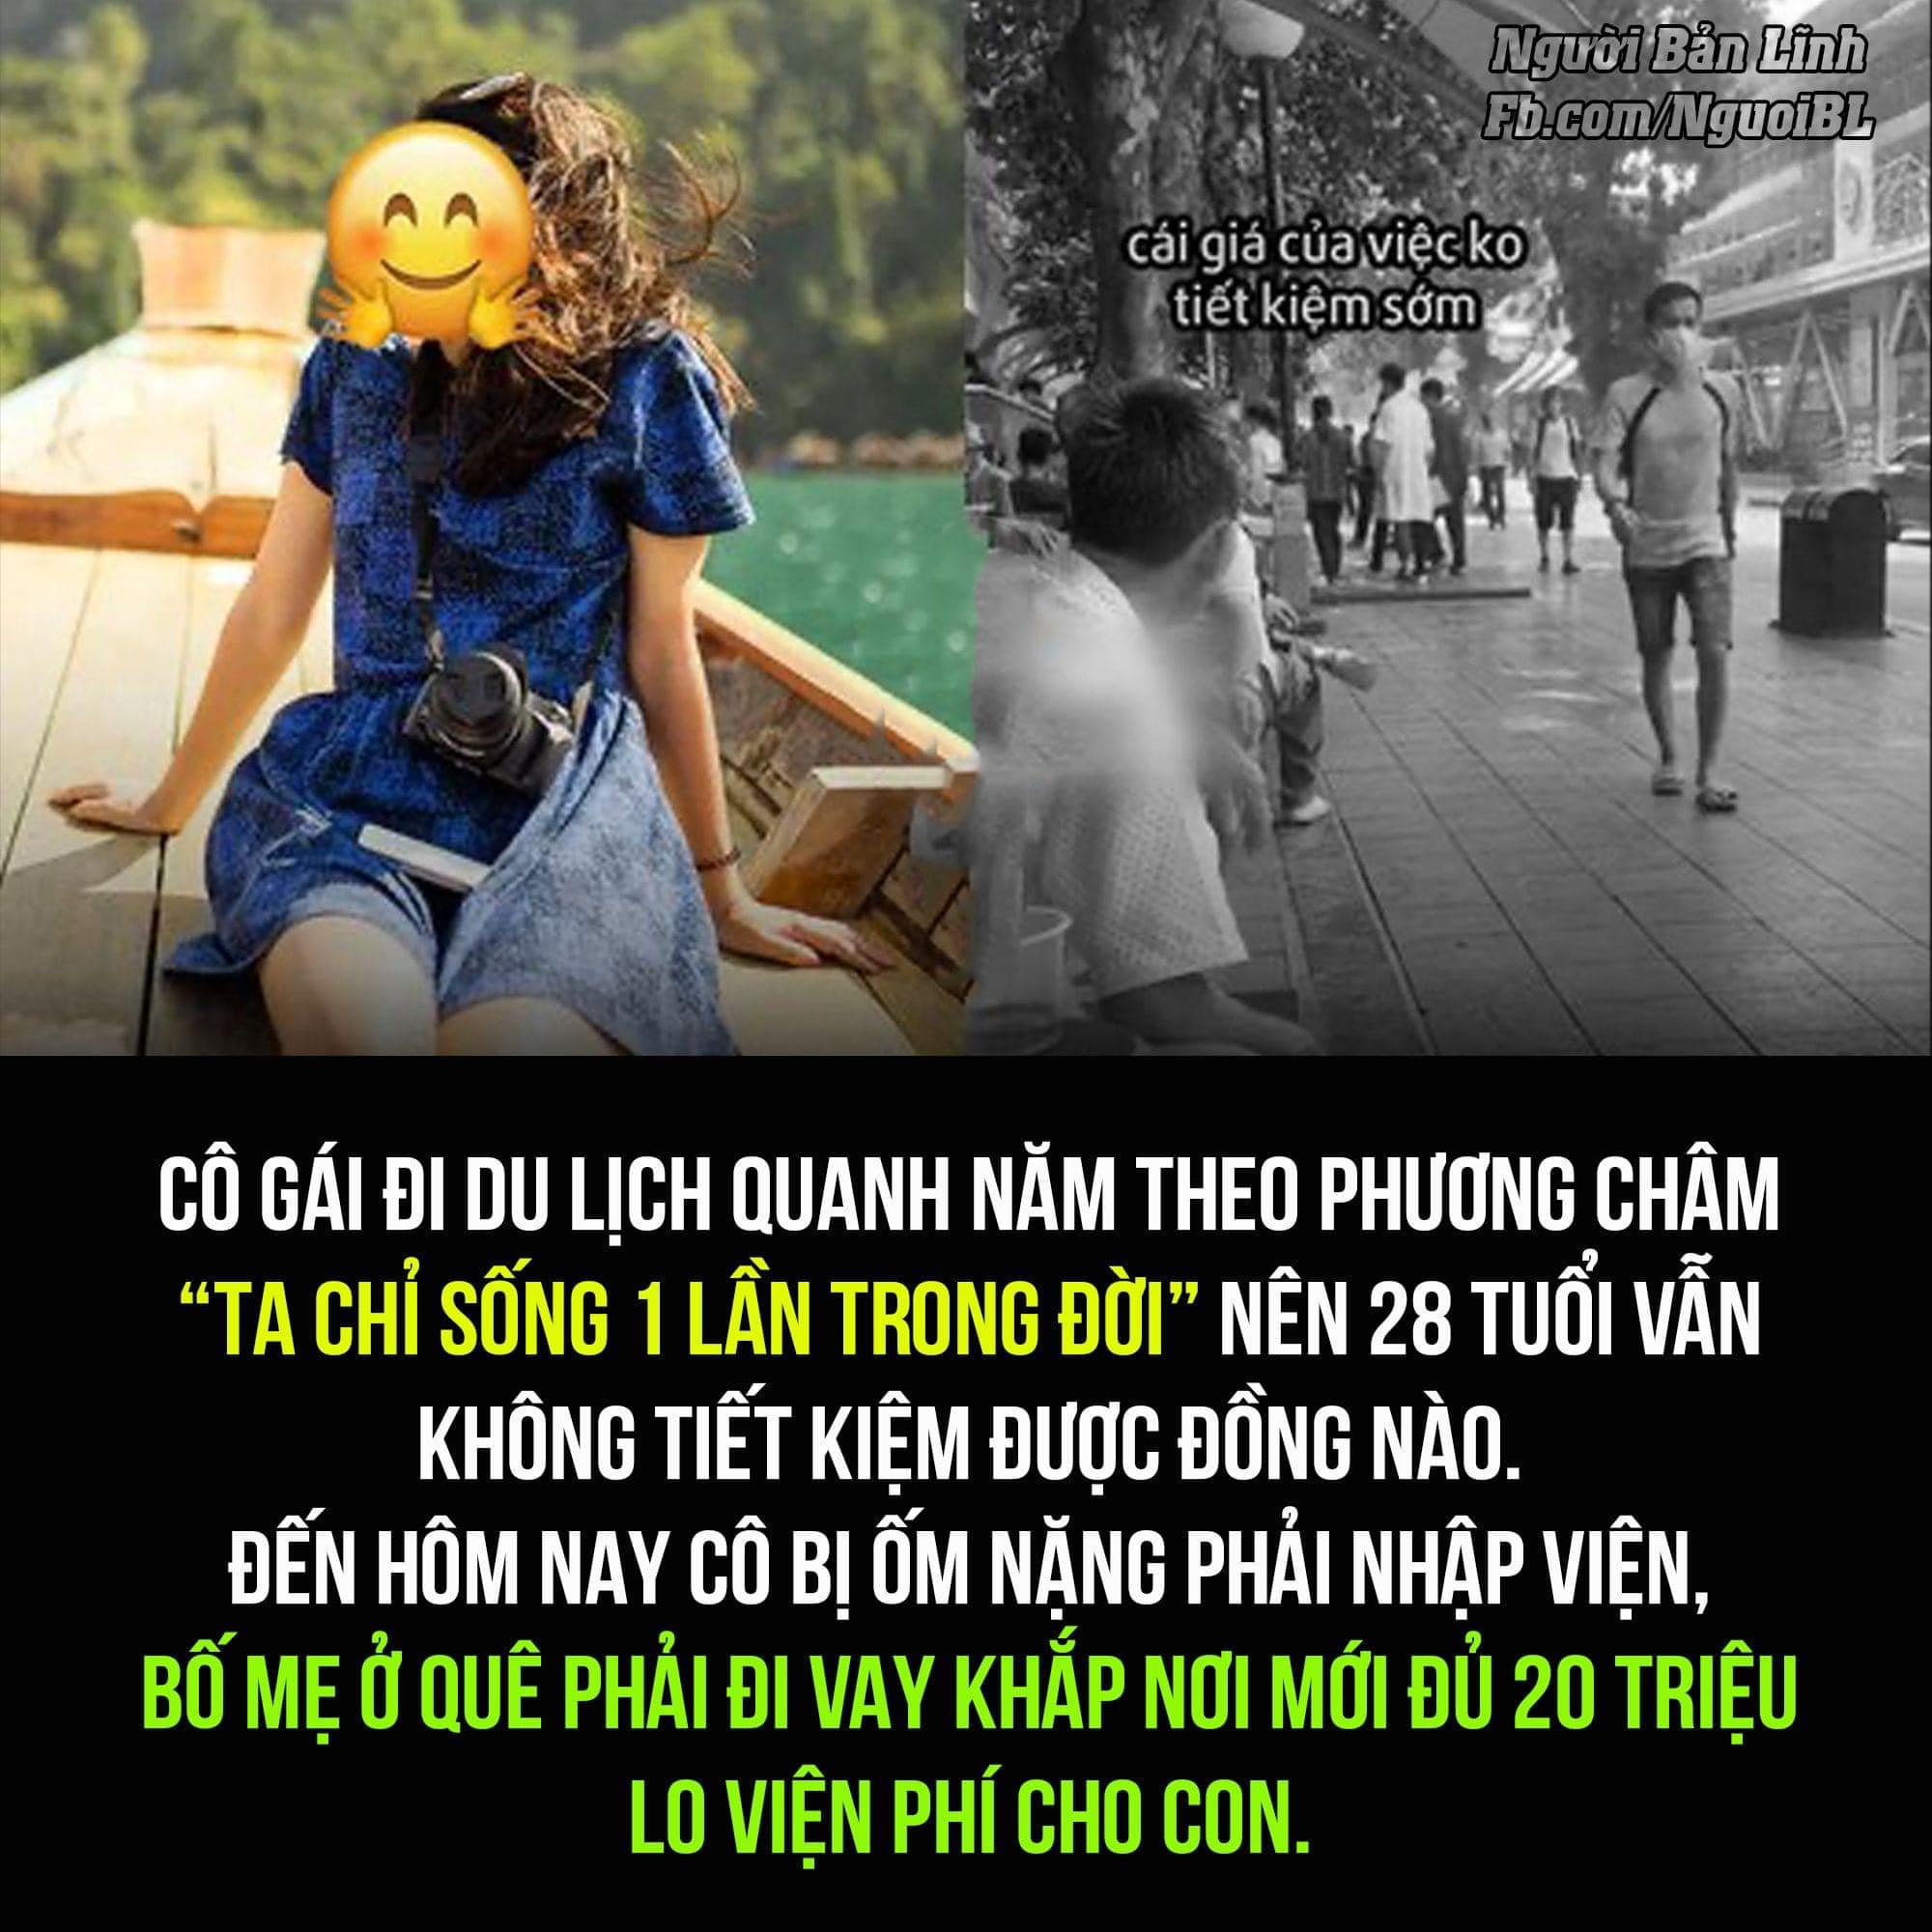 Người Bản Lĩnh
Fb.com/NguoiBL
cái giá của việc ko
tiết kiệm sớm
CÔ GÁI ĐI DU LỊCH QUANH NĂM THEO PHƯƠNG CHÂM
“TA CHỈ SỐNG 1 LẦN TRONG ĐỜI” NÊN 28 TUỔI VẪN
KHÔNG TIẾT KIỆM ĐƯỢC ĐỒNG NÀO.
ĐẾN HÔM NAY CÔ BỊ ỐM NẶNG PHẢI NHẬP VIỆN,
BỐ MẸ Ở QUÊ PHẢI ĐI VAY KHẮP NƠI MỚI ĐỦ 20 TRIỆU
LO VIỆN PHÍ CHO CON.